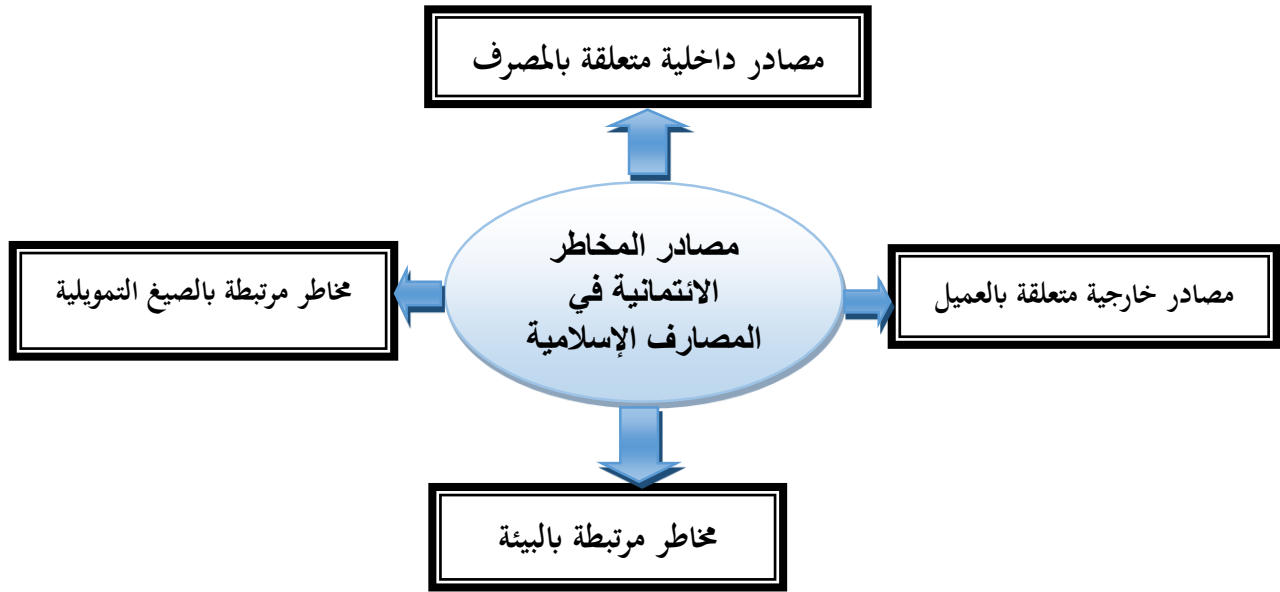 مصادر داخلية متعلقة بالمصرف
مصادر المخاطر
الائتمانية في
المصارف الإسلامية
مصادر خارجية متعلقة بالعميل
مخاطر مرتبطة بالصيغ التمويلية
مخاطر مرتبطة بالبيئة